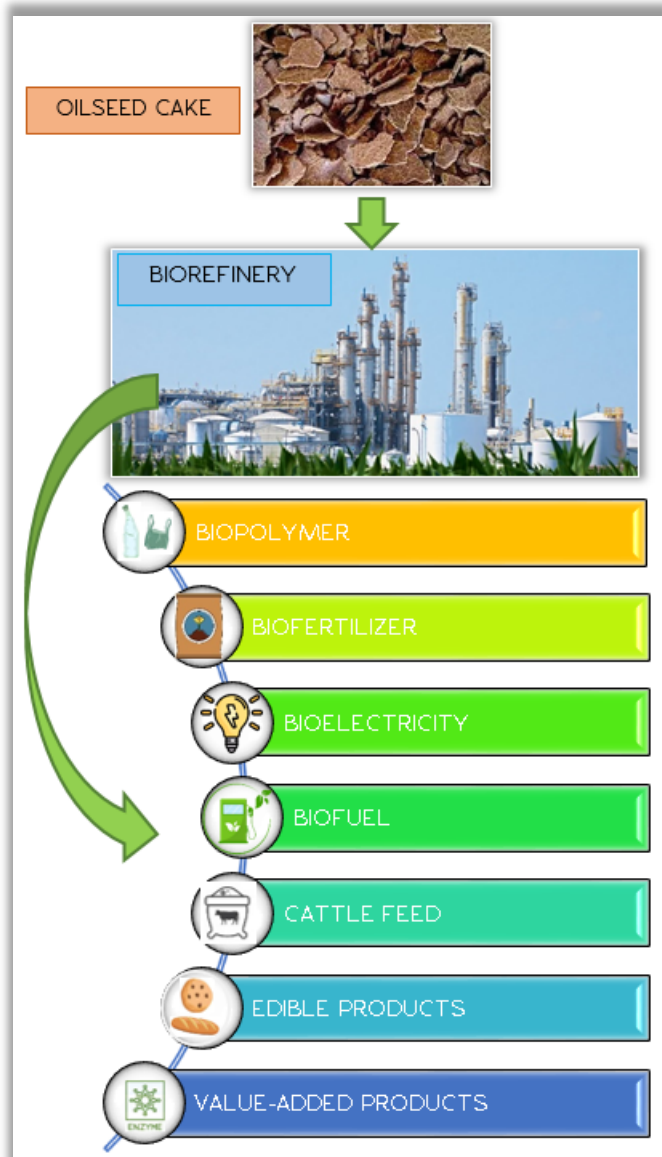 OILSEED CAKE
BIOREFINERY
BIOPOLYMER
BIOFERTILIZER
BIOELECTRICITY
BIOFUEL
CATTLE FEED
EDIBLE PRODUCTS
VALUE-ADDED PRODUCTS
ENZYME